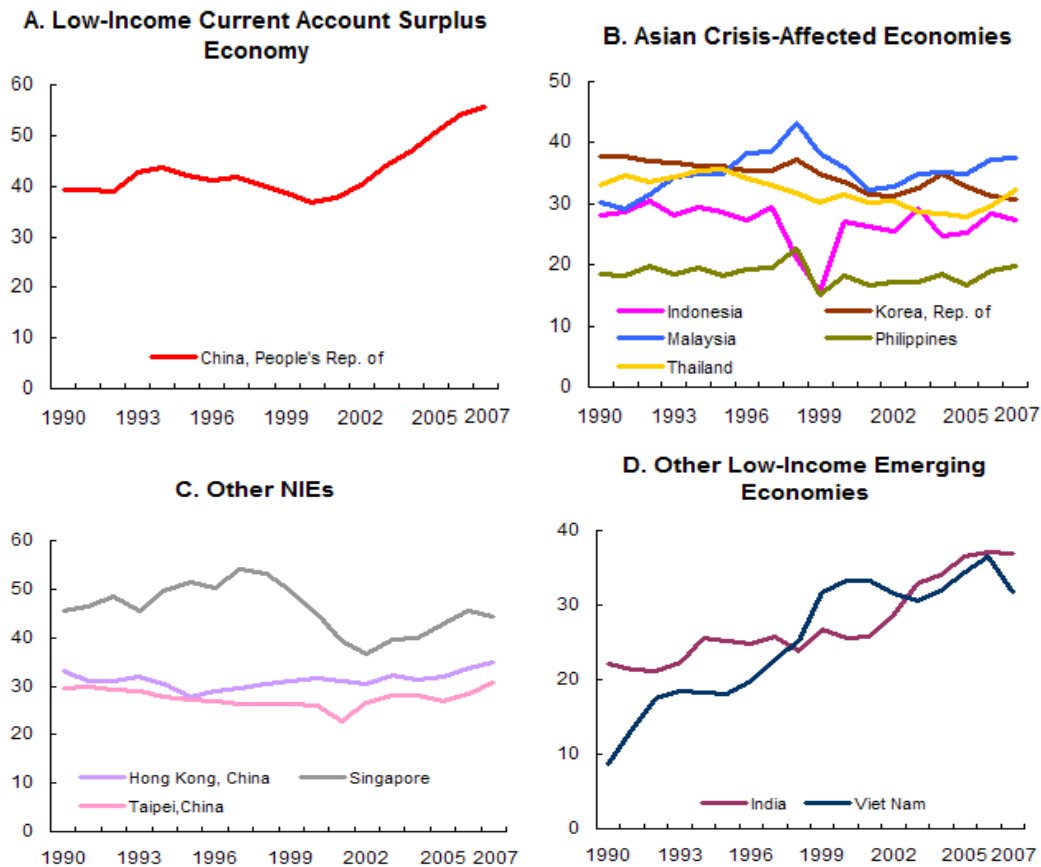 A. Low-Income Current Account Surplus
Economy
60
50
40
30
20
10
0
China, People's Rep. of
1990 1993 1996 1999 2002 2005 2007
B. Asian Crisis-Affected Economies
50
40
30
20
10
0
Indonesia Korea, Rep. of
Malaysia Philippines
Thailand
1990 1993 1996 1999 2002 2005 2007
C. Other NIEs
60
50
40
30
20
10
0
Hong Kong, China Singapore
Taipei,China
1990 1993 1996 1999 2002 2005 2007
D. Other Low-Income Emerging
Economies
40
30
20
10
0
India Viet Nam
1990 1993 1996 1999 2002 2005 2007